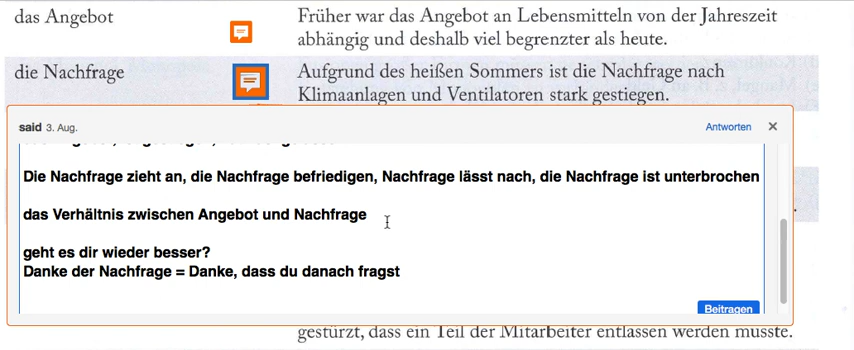 das Angebot
Früher war das Angebot an Lebensmitteln von der Jahreszeit
abhängig und deshalb viel begrenzter als heute.
die Nachfrage
Aufgrund des heißen Sommers ist die Nachfrage nach
Klimaanlagen und Ventilatoren stark gestiegen.
said 3. Aug.
Antworten
Die Nachfrage zieht an, die Nachfrage befriedigen, Nachfrage lässt nach, die Nachfrage ist unterbrochen
das Verhältnis zwischen Angebot und Nachfrage
geht es dir wieder besser?
Danke der Nachfrage = Danke, dass du danach fragst
Beitragen
gestürzt, dass ein Teil der Mitarbeiter entlassen werden musste.